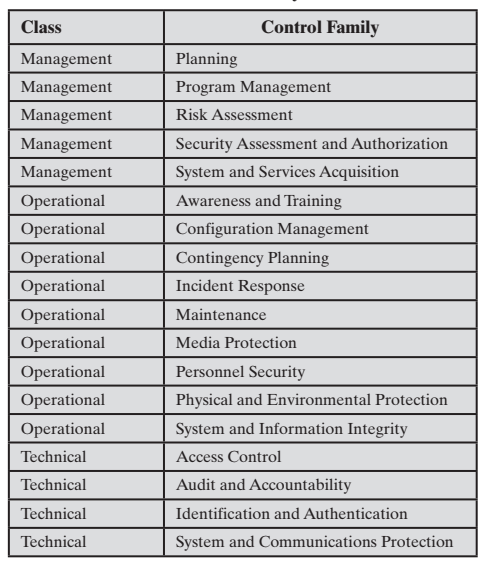 Class Control Family
Management Planning
Management Program Management
Management Risk Assessment
Management Security Assessment and Authorization
Management System and Services Acquisition
Operational Awareness and Training
Operational Configuration Management
Operational Contingency Planning
Operational Incident Response
Operational Maintenance
Operational Media Protection
Operational Personnel Security
Operational Physical and Environmental Protection
Operational System and Information Integrity
Technical Access Control
Technical Audit and Accountability
Technical Identification and Authentication
Technical System and Communications Protection